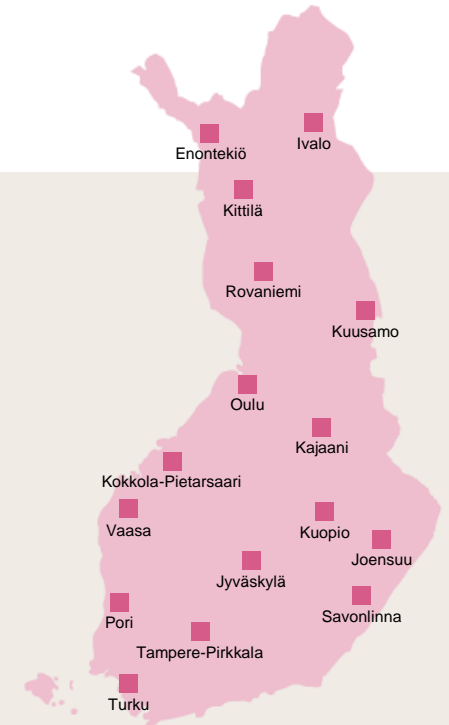 Ivalo
Enontekiö
Kittilä
Rovaniemi
Kuusamo
Oulu
Kajaani
Kokkola-Pietarsaari
Vaasa
Kuopio
Joensuu
Jyväskylä
Savonlinna
Pori
Tampere-Pirkkala
Turku